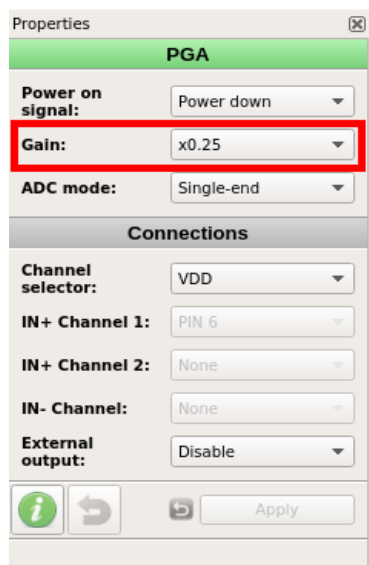 Properties
PGA
Power on
signal:
Power down
Gain:
x0.25
ADC mode:
Single-end
Connections
Channel
selector:
VDD
IN+ Channel 1:
PIN 6
IN+ Channel 2:
None
IN- Channel:
None
External
output:
Disable
Apply